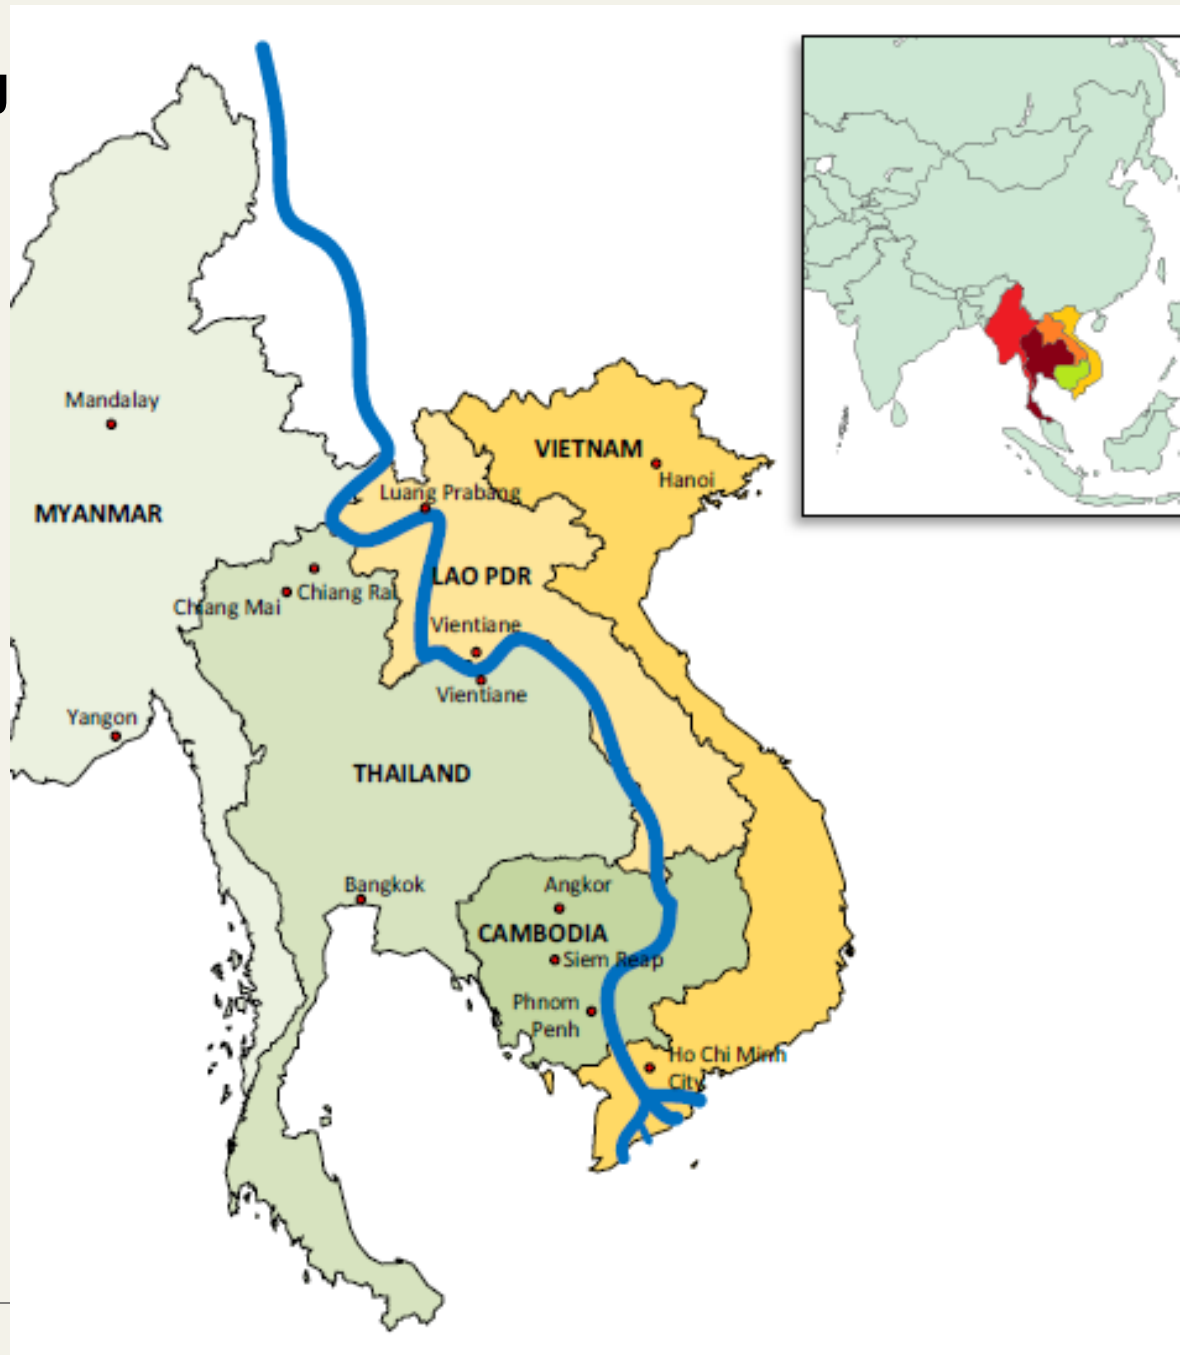 Mandalay
VIETNAM
Hanoi
Luang Prabang
MYANMAR
LAO PDR
Chiang Rai
Chiang Mai
Vientiane
Vientiane
Yangon
THAILAND
Bangkok
Angkor
CAMBODIA
Siem Reap
Phnom
Penh
Ho Chi Minh
City